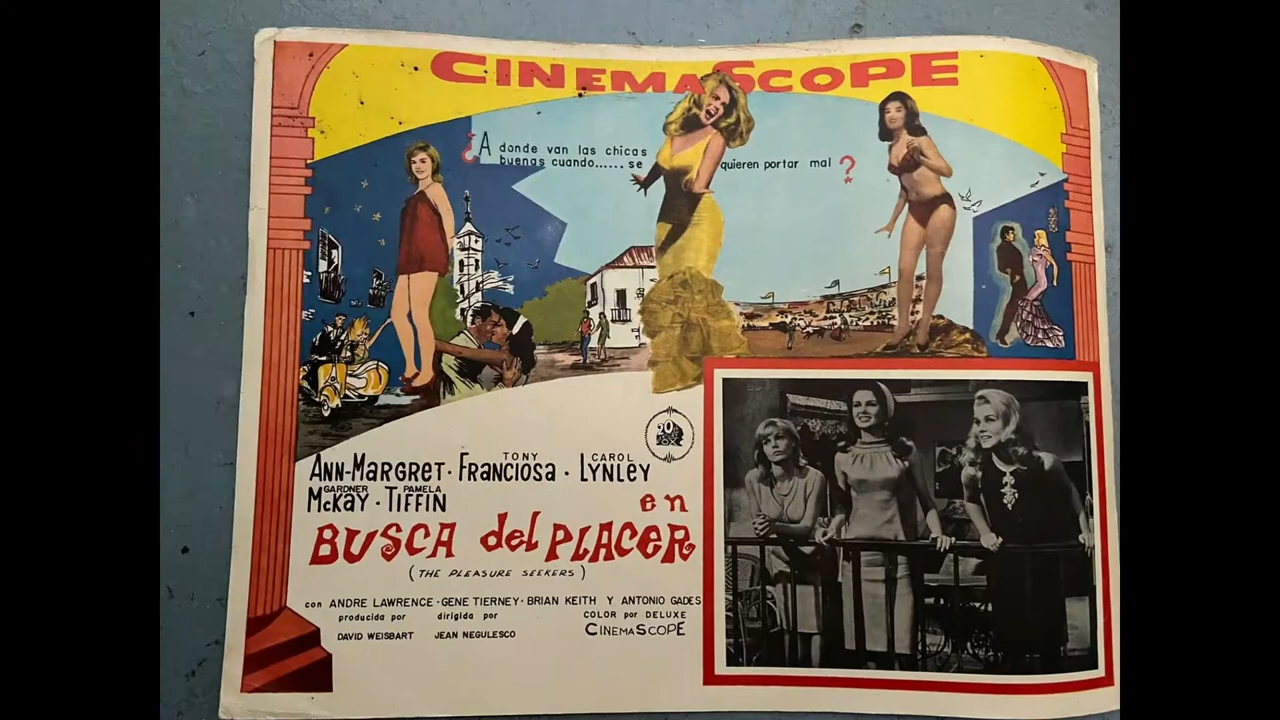 CINEMASCOPE
¿A donde van las chicas
buenas cuando...... se quieren portar mal?
20th
ANN-MARGRET · TONY FRANCIOSA · CAROL LYNLEY
GARDNER McKAY · PAMELA TIFFIN
en
BUSCA del PLACER
(THE PLEASURE SEEKERS)
con ANDRE LAWRENCE · GENE TIERNEY · BRIAN KEITH Y ANTONIO GADES
producida por dirigida por COLOR por DELUXE
DAVID WEISBART JEAN NEGULESCO CINEMASCOPE